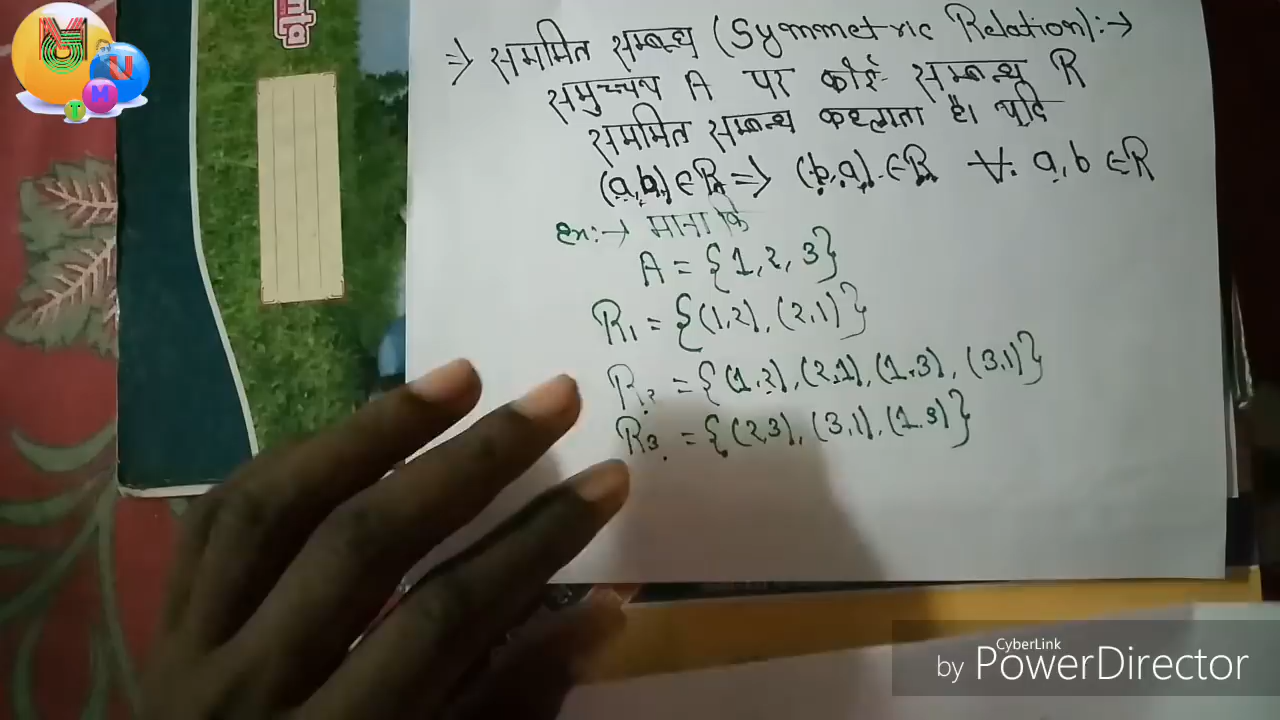 ⇒ सममित सम्बन्ध (Symmetric Relation):→
समुच्चय A पर कोई सम्बन्ध R
सममित सम्बन्ध कहलाता है। यदि
(a,b) ∈R ⇒ (b,a) ∈R ∀ a,b ∈R
Ex:→ माना कि
A = {1,2,3}
R₁ = {(1,2), (2,1)}
R₂ = {(1,2), (2,1), (1,3), (3,1)}
R₃ = {(2,3), (3,1), (1,3)}
M
U
M
T
CyberLink
by PowerDirector